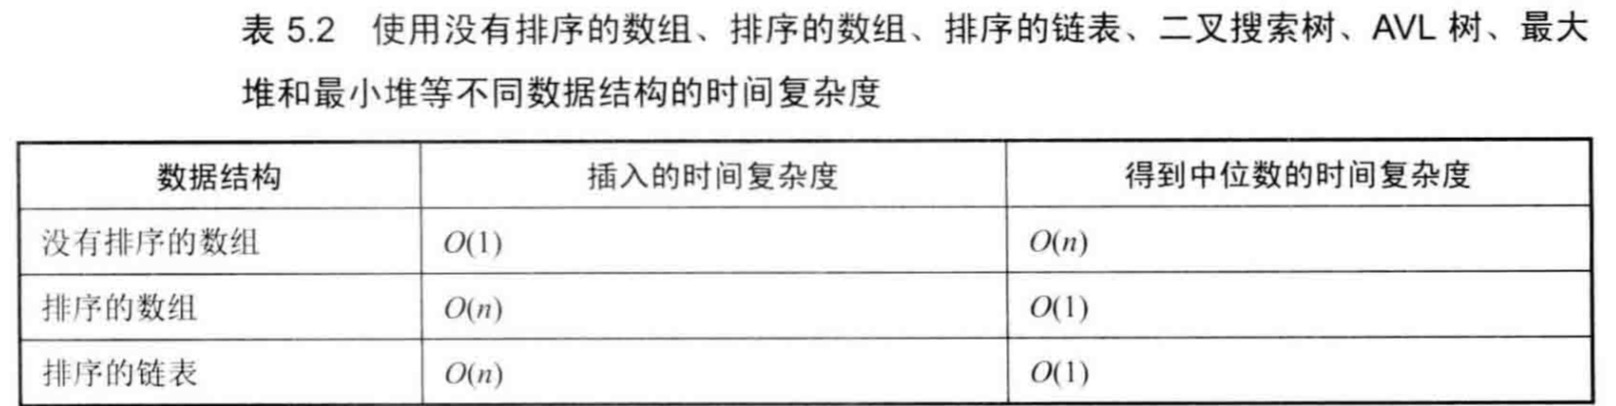 表 5.2 使用没有排序的数组、排序的数组、排序的链表、二叉搜索树、AVL 树、最大
堆和最小堆等不同数据结构的时间复杂度
数据结构 插入的时间复杂度 得到中位数的时间复杂度
没有排序的数组 O(1) O(n)
排序的数组 O(n) O(1)
排序的链表 O(n) O(1)